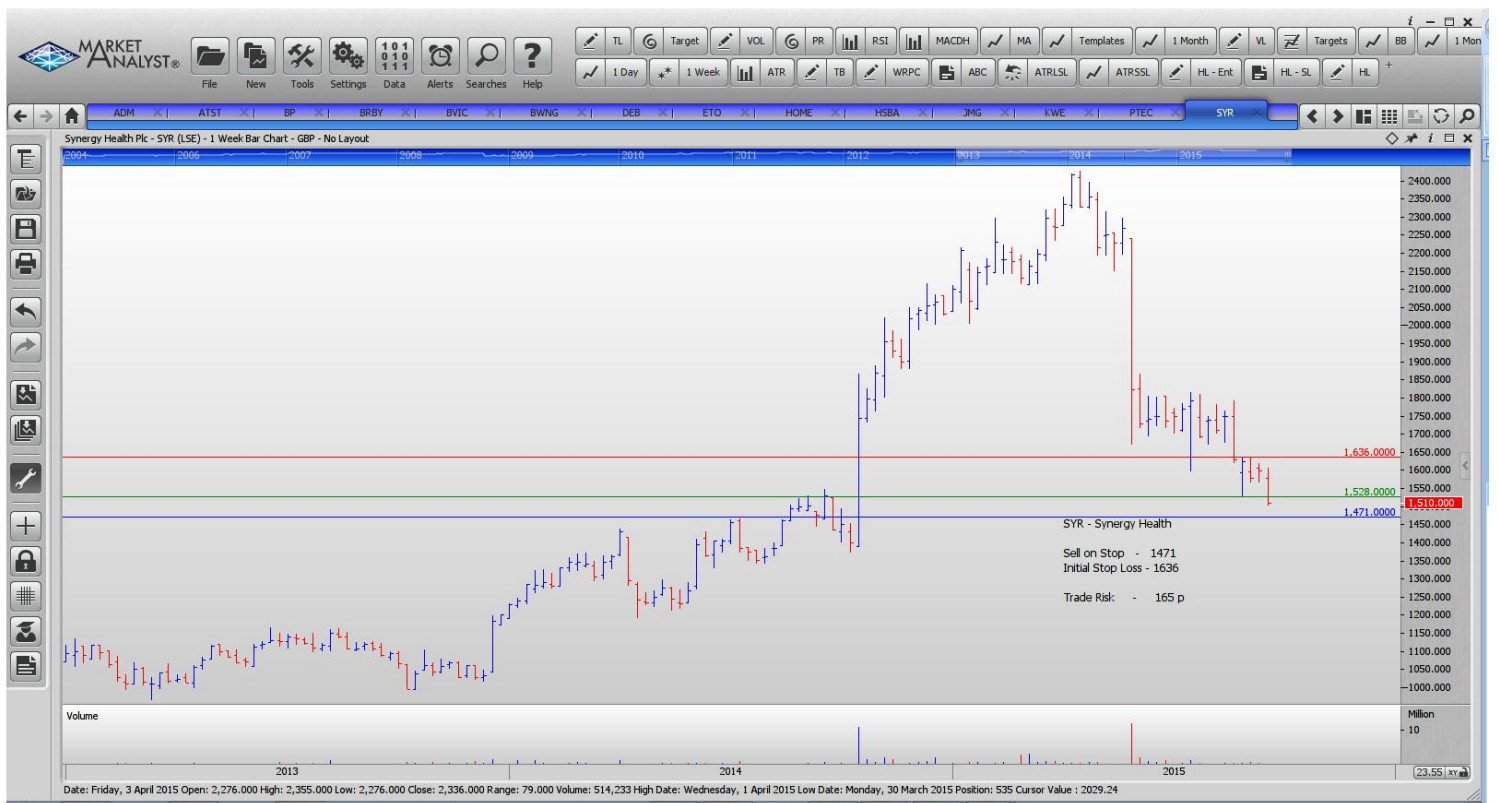 MARKET
ANALYST®
File New Tools Settings Data Alerts Searches Help
TL Target VOL PR RSI MACDH MA Templates 1 Month VL Targets BB 1 Mon
1 Day 1 Week ATR TB WRPC ABC ATRLSL ATRSSL HL - Ent HL - SL HL +
ADM ATST BP BRBY BVIC BWNG DEB ETO HOME HSBA JMG KWE PTEC SYR
Synergy Health Plc - SYR (LSE) - 1 Week Bar Chart - GBP - No Layout
2004 2006 2007 2008 2009 2010 2011 2012 2013 2014 2015
2400.000
2350.000
2300.000
2250.000
2200.000
2150.000
2100.000
2050.000
2000.000
1950.000
1900.000
1850.000
1800.000
1750.000
1700.000
1,636.0000 1650.000
1600.000
1550.000
1,528.0000
1,510.000
1,471.0000
1450.000
1400.000
1350.000
1300.000
1250.000
1200.000
1150.000
1100.000
1050.000
1000.000
SYR - Synergy Health
Sell on Stop - 1471
Initial Stop Loss - 1636
Trade Risk - 165 p
Volume Million
10
2013 2014 2015 23.55 XY
Date: Friday, 3 April 2015 Open: 2,276.000 High: 2,355.000 Low: 2,276.000 Close: 2,336.000 Range: 79.000 Volume: 514,233 High Date: Wednesday, 1 April 2015 Low Date: Monday, 30 March 2015 Position: 535 Cursor Value : 2029.24